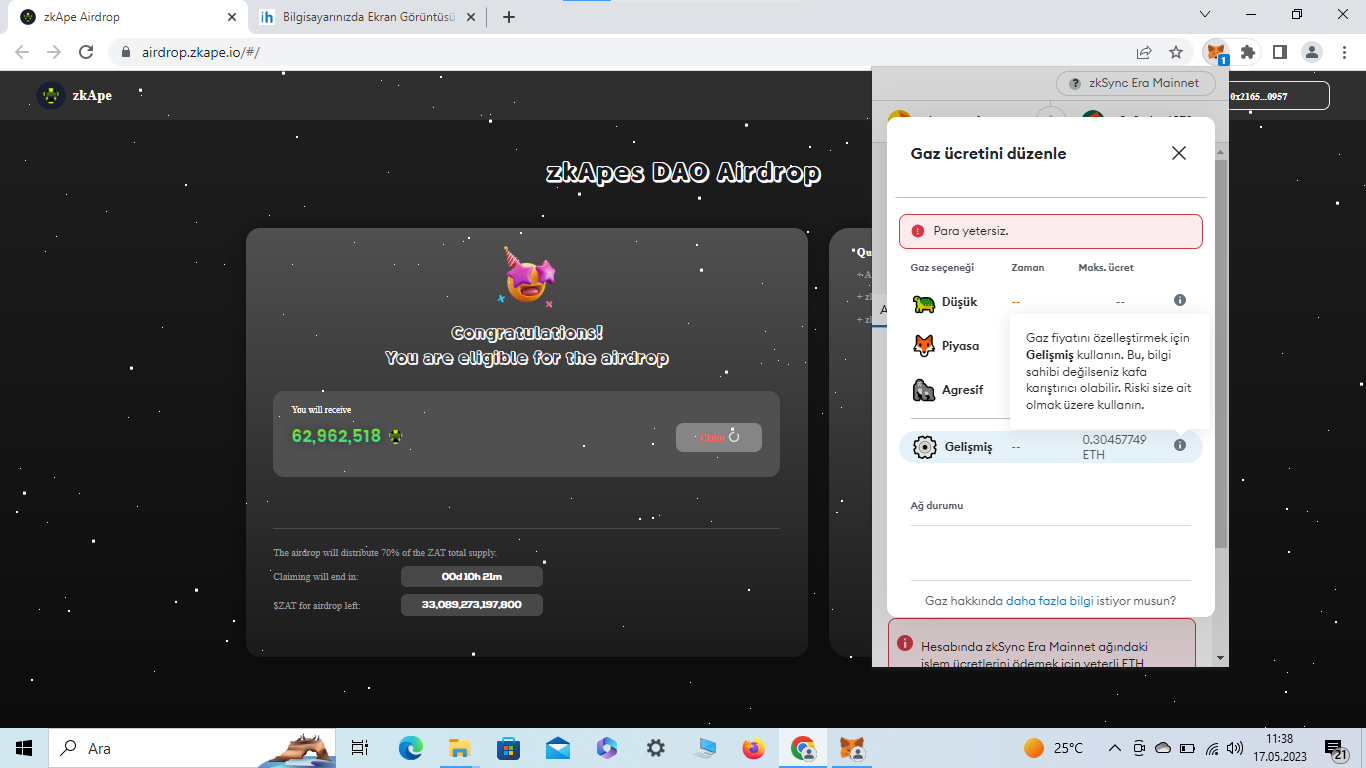 zkApe Airdrop
Bilgisayarınızda Ekran Görüntüsü
airdrop.zkape.io/#/
1
zkApe
zkSync Era Mainnet
0x2165...0957
zkApes DAO Airdrop
Congratulations!
You are eligible for the airdrop
You will receive
62,962,518
Claim
The airdrop will distribute 70% of the ZAT total supply.
Claiming will end in:
00d 10h 21m
$ZAT for airdrop left:
33,089,273,197,800
Qu
+ A
+ zl
+ zl
A
Gaz ücretini düzenle
Para yetersiz.
Gaz seçeneği Zaman Maks. ücret
Düşük -- --
Piyasa
Agresif
Gaz fiyatını özelleştirmek için
Gelişmiş kullanın. Bu, bilgi
sahibi değilseniz kafa
karıştırıcı olabilir. Riski size ait
olmak üzere kullanın.
Gelişmiş -- 0.30457749
ETH
Ağ durumu
Gaz hakkında daha fazla bilgi istiyor musun?
Hesabında zkSync Era Mainnet ağındaki
işlem ücretlerini ödemek için yeterli ETH
Ara
25°C
11:38
17.05.2023
21